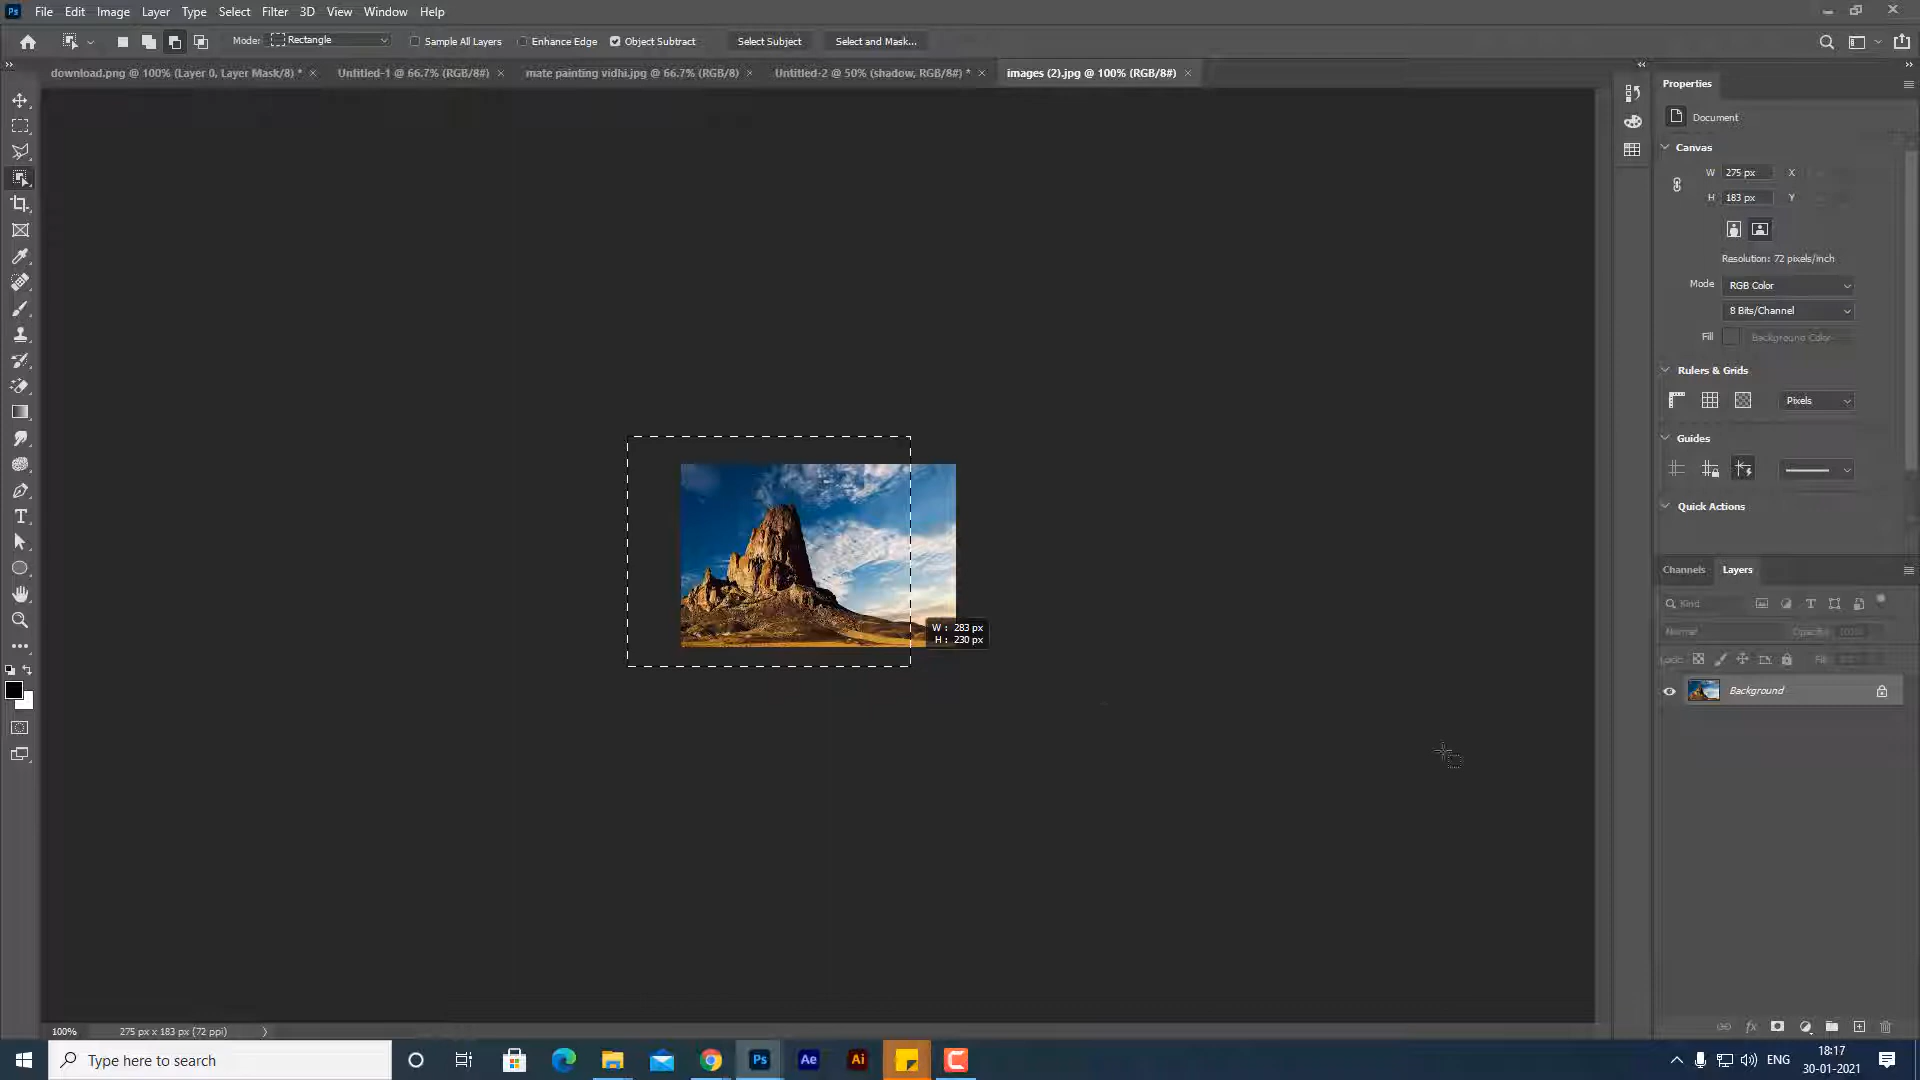 Ps File Edit Image Layer Type Select Filter 3D View Window Help
Mode: Rectangle Sample All Layers Enhance Edge Object Subtract Select Subject Select and Mask...
download.png @ 100% (Layer 0, Layer Mask/8) * × Untitled-1 @ 66.7% (RGB/8#) × mate painting vidhi.jpg @ 66.7% (RGB/8) × Untitled-2 @ 50% (shadow, RGB/8#) * × images (2).jpg @ 100% (RGB/8#) ×
Properties
Document
Canvas
W 275 px X
H 183 px Y
Resolution: 72 pixels/inch
Mode RGB Color
8 Bits/Channel
Fill Background Color
Rulers & Grids
Pixels
Guides
Quick Actions
W : 283 px
H : 230 px
Channels Layers
Kind
Normal Opacity: 100%
Lock: Fill:
Background
fx
100% 275 px x 183 px (72 ppi)
Type here to search
Ps Ae Ai
ENG
18:17
30-01-2021